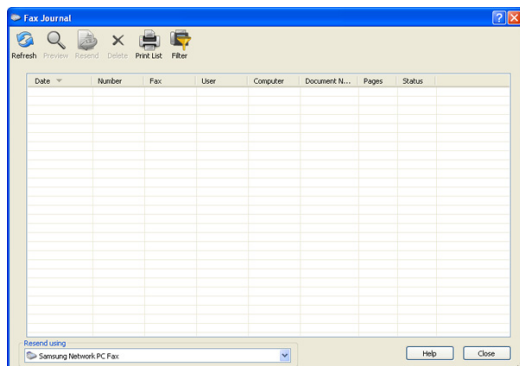 Fax Journal
Refresh Preview Resend Delete Print List Filter
Date Number Fax User Computer Document N... Pages Status
Resend using
Samsung Network PC Fax
Help Close